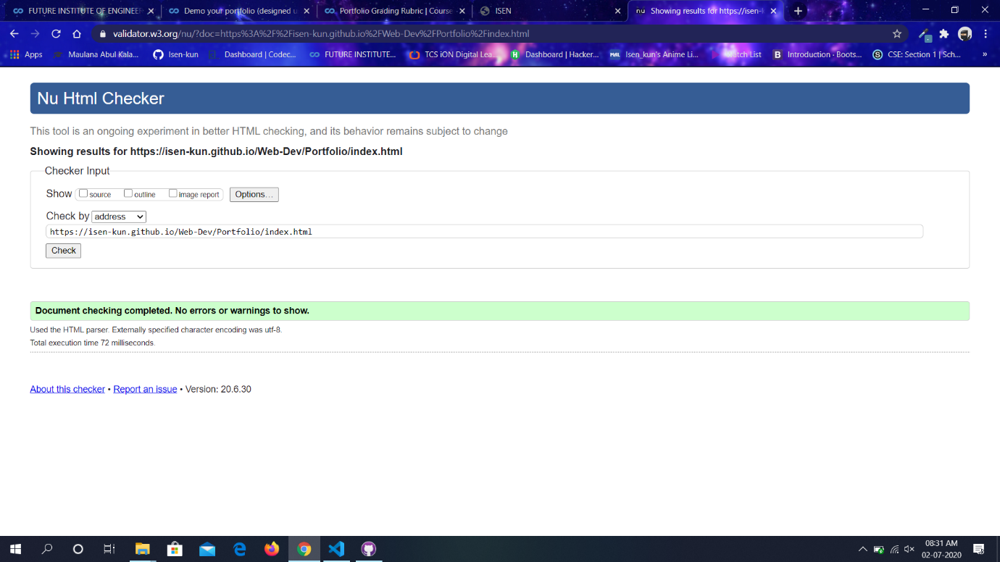 FUTURE INSTITUTE OF ENGINEE
Demo your portfolio (designed u
Portfolio Grading Rubric | Course
ISEN
nu Showing results for https://isen-
validator.w3.org/nu/?doc=https%3A%2F%2Fisen-kun.github.io%2FWeb-Dev%2FPortfolio%2Findex.html
Apps
Maulana Abul Kala...
Isen-kun
Dashboard | Codec...
FUTURE INSTITUTE...
TCS iON Digital Lea...
Dashboard | Hacker...
MAL Isen_kun's Anime Li...
Watch List
B Introduction · Boots...
S CSE: Section 1 | Sch...
»
Nu Html Checker
This tool is an ongoing experiment in better HTML checking, and its behavior remains subject to change
Showing results for https://isen-kun.github.io/Web-Dev/Portfolio/index.html
Checker Input
Show source outline image report Options...
Check by address
https://isen-kun.github.io/Web-Dev/Portfolio/index.html
Check
Document checking completed. No errors or warnings to show.
Used the HTML parser. Externally specified character encoding was utf-8.
Total execution time 72 milliseconds.
About this checker • Report an issue • Version: 20.6.30
08:31 AM
02-07-2020